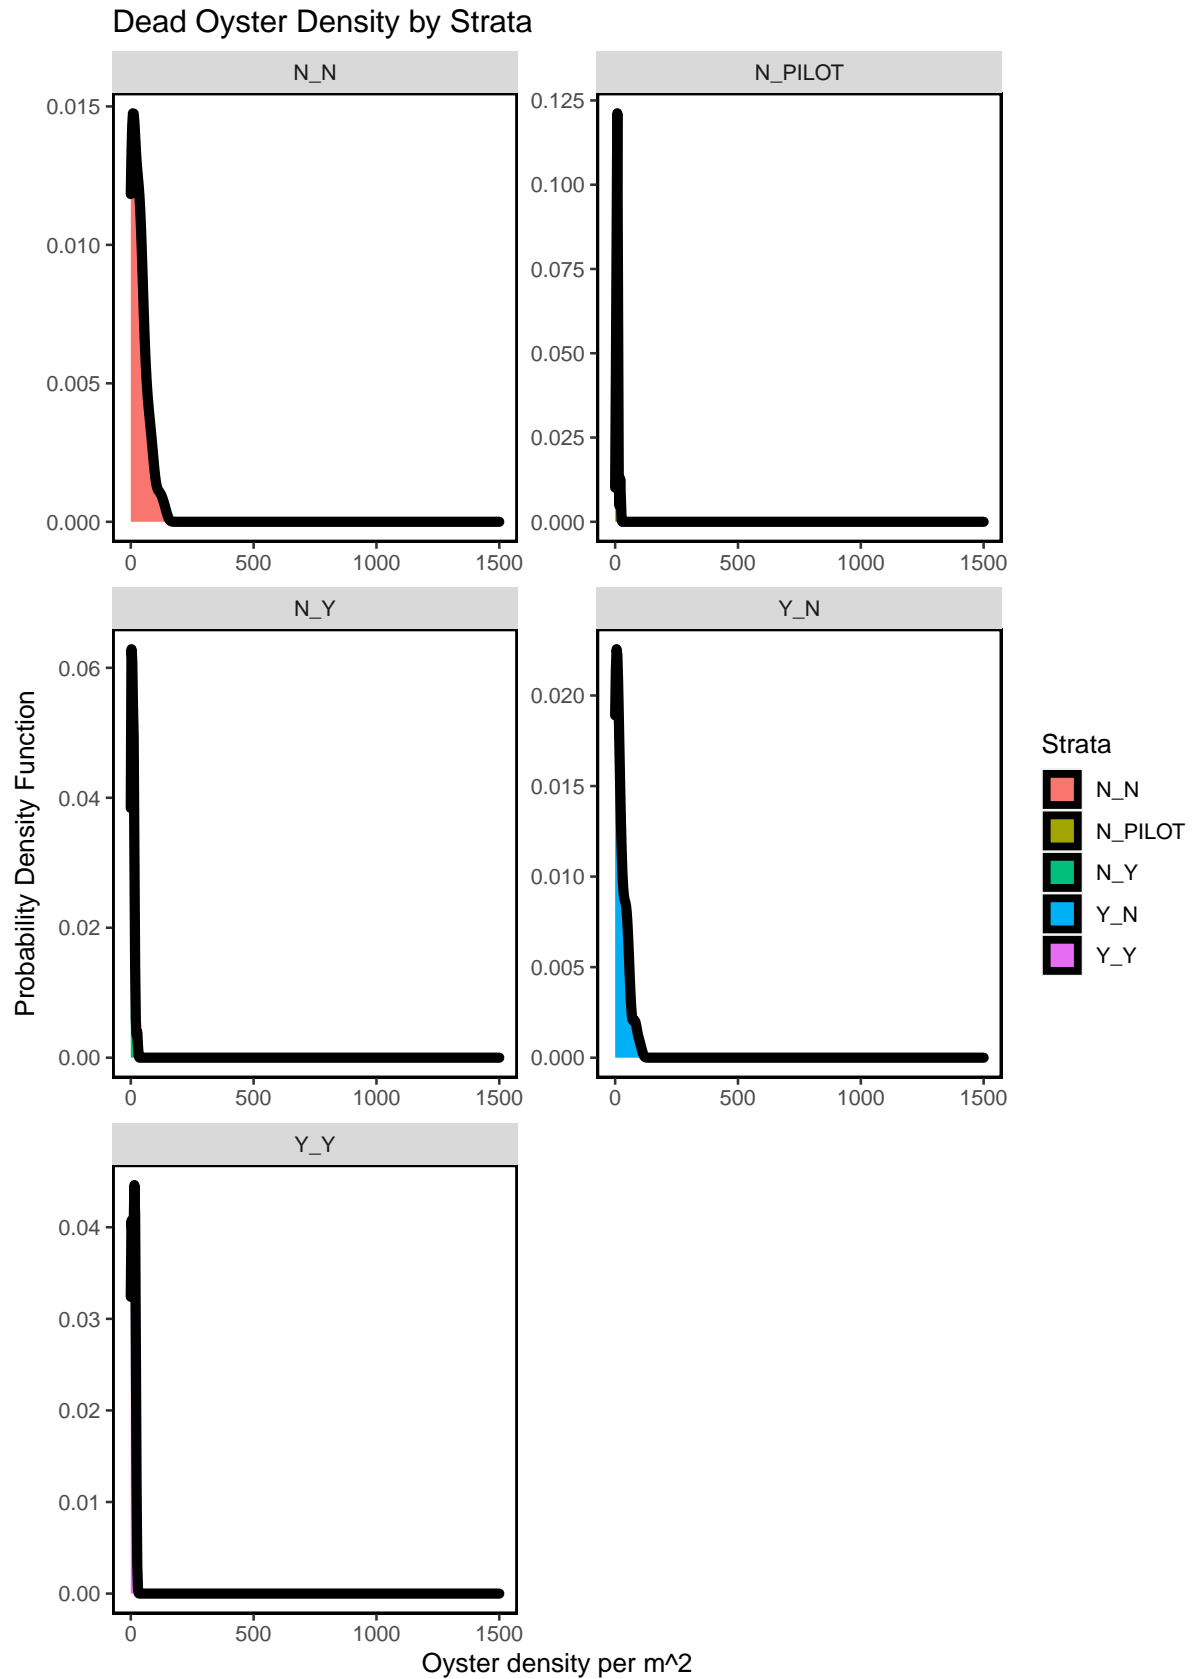 Dead Oyster Density by Strata
N_N
N_PILOT
0.015
0.010
0.005
0.000
0.125
0.100
0.075
0.050
0.025
0.000
0 500 1000 1500
0 500 1000 1500
N_Y
Y_N
0.06
0.04
0.02
0.00
0.020
0.015
0.010
0.005
0.000
0 500 1000 1500
0 500 1000 1500
Y_Y
0.04
0.03
0.02
0.01
0.00
0 500 1000 1500
Probability Density Function
Oyster density per m^2
Strata
N_N
N_PILOT
N_Y
Y_N
Y_Y